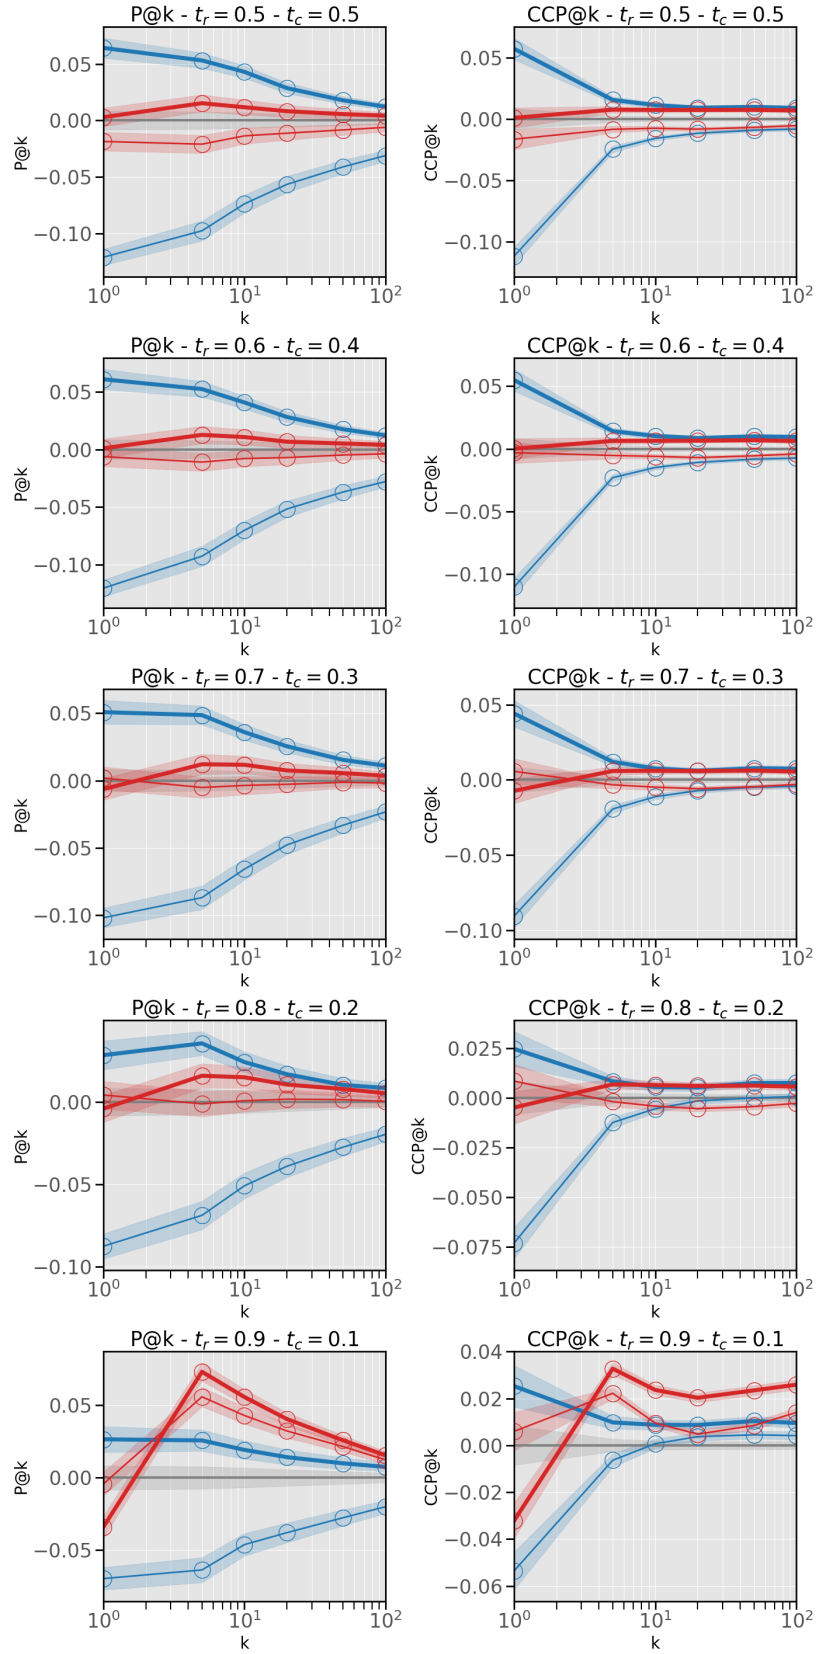 P@k - t_r = 0.5 - t_c = 0.5
P@k
0.05
0.00
−0.05
−0.10
10^0
10^1
10^2
k
CCP@k - t_r = 0.5 - t_c = 0.5
CCP@k
0.05
0.00
−0.05
−0.10
10^0
10^1
10^2
k
P@k - t_r = 0.6 - t_c = 0.4
P@k
0.05
0.00
−0.05
−0.10
10^0
10^1
10^2
k
CCP@k - t_r = 0.6 - t_c = 0.4
CCP@k
0.05
0.00
−0.05
−0.10
10^0
10^1
10^2
k
P@k - t_r = 0.7 - t_c = 0.3
P@k
0.05
0.00
−0.05
−0.10
10^0
10^1
10^2
k
CCP@k - t_r = 0.7 - t_c = 0.3
CCP@k
0.05
0.00
−0.05
−0.10
10^0
10^1
10^2
k
P@k - t_r = 0.8 - t_c = 0.2
P@k
0.00
−0.05
−0.10
10^0
10^1
10^2
k
CCP@k - t_r = 0.8 - t_c = 0.2
CCP@k
0.025
0.000
−0.025
−0.050
−0.075
10^0
10^1
10^2
k
P@k - t_r = 0.9 - t_c = 0.1
P@k
0.05
0.00
−0.05
10^0
10^1
10^2
k
CCP@k - t_r = 0.9 - t_c = 0.1
CCP@k
0.04
0.02
0.00
−0.02
−0.04
−0.06
10^0
10^1
10^2
k